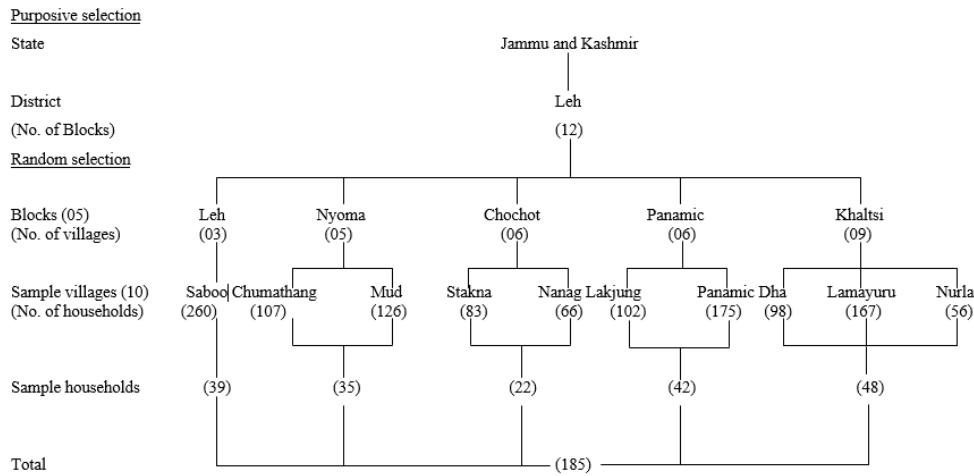 Purposive selection
State Jammu and Kashmir
District Leh
(No. of Blocks) (12)
Random selection
Blocks (05) Leh Nyoma Chochot Panamic Khaltsi
(No. of villages) (03) (05) (06) (06) (09)
Sample villages (10) Saboo Chumathang Mud Stakna Nanag Lakjung Panamic Dha Lamayuru Nurla
(No. of households) (260) (107) (126) (83) (66) (102) (175) (98) (167) (56)
Sample households (39) (35) (22) (42) (48)
Total (185)